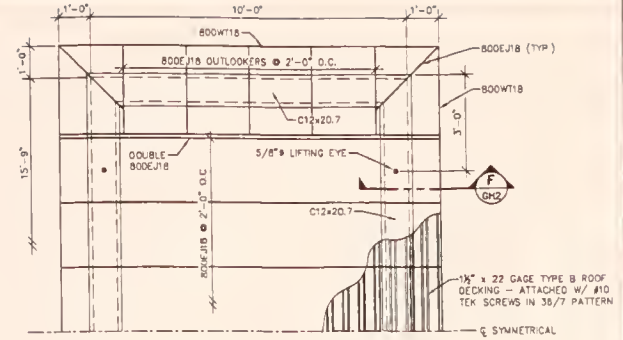 1'-0"
10'-0"
1'-0"
800WT18
1'-0"
800EJ18 OUTLOOKERS @ 2'-0" O.C.
800EJ18 (TYP)
800WT18
C12x20.7
3'-0"
15'-9"
DOUBLE
800EJ18
5/8"ø LIFTING EYE
F
GH2
800EJ18 @ 2'-0" O.C.
C12x20.7
1½" x 22 GAGE TYPE B ROOF
DECKING - ATTACHED W/ #10
TEK SCREWS IN 36/7 PATTERN
℄ SYMMETRICAL